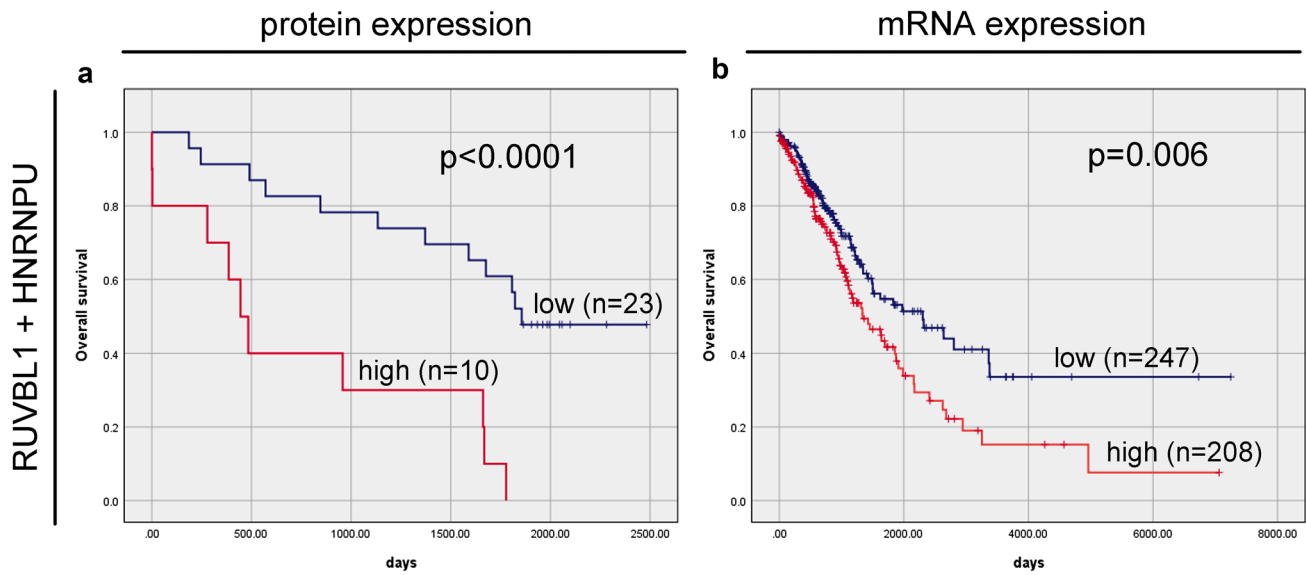 protein expression
mRNA expression
RUVBL1 + HNRNPU
a
Overall survival
1.0
0.8
0.6
0.4
0.2
0.0
p<0.0001
low (n=23)
high (n=10)
.00 500.00 1000.00 1500.00 2000.00 2500.00
days
b
Overall survival
1.0
0.8
0.6
0.4
0.2
0.0
p=0.006
low (n=247)
high (n=208)
.00 2000.00 4000.00 6000.00 8000.00
days